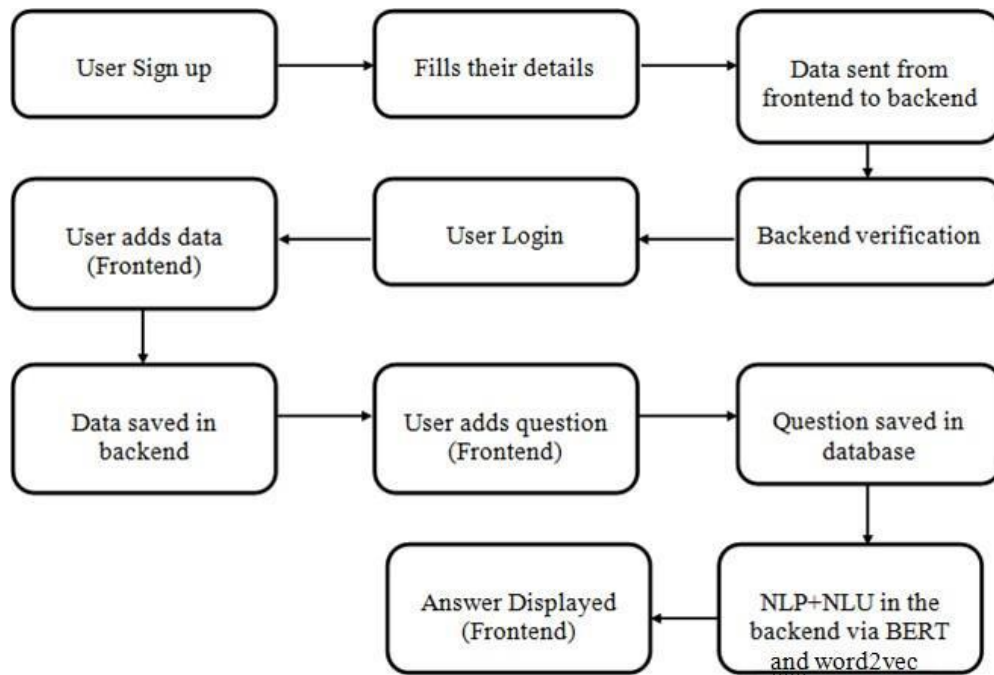 User Sign up
Fills their details
Data sent from
frontend to backend
Backend verification
User Login
User adds data
(Frontend)
Data saved in
backend
User adds question
(Frontend)
Question saved in
database
NLP+NLU in the
backend via BERT
and word2vec
Answer Displayed
(Frontend)